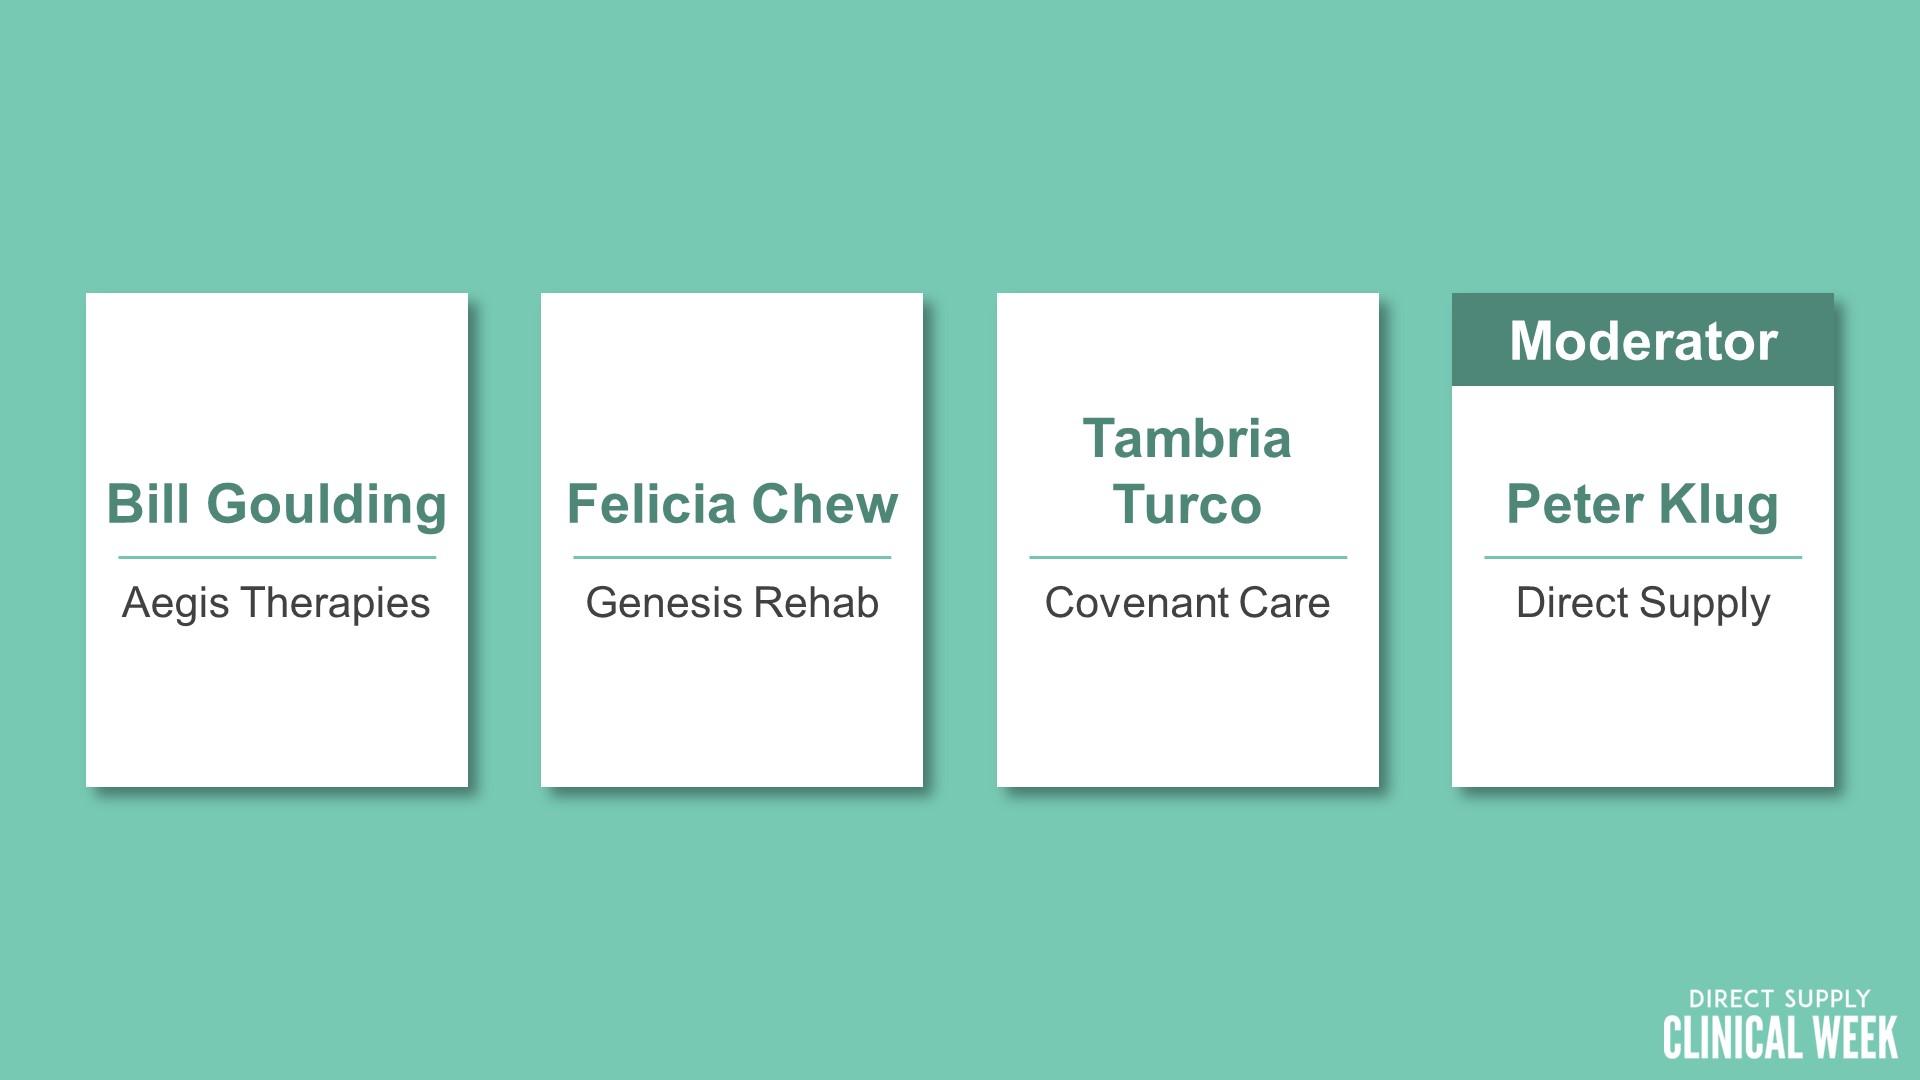 Bill Goulding
Aegis Therapies
Felicia Chew
Genesis Rehab
Tambria
Turco
Covenant Care
Moderator
Peter Klug
Direct Supply
DIRECT SUPPLY
CLINICAL WEEK